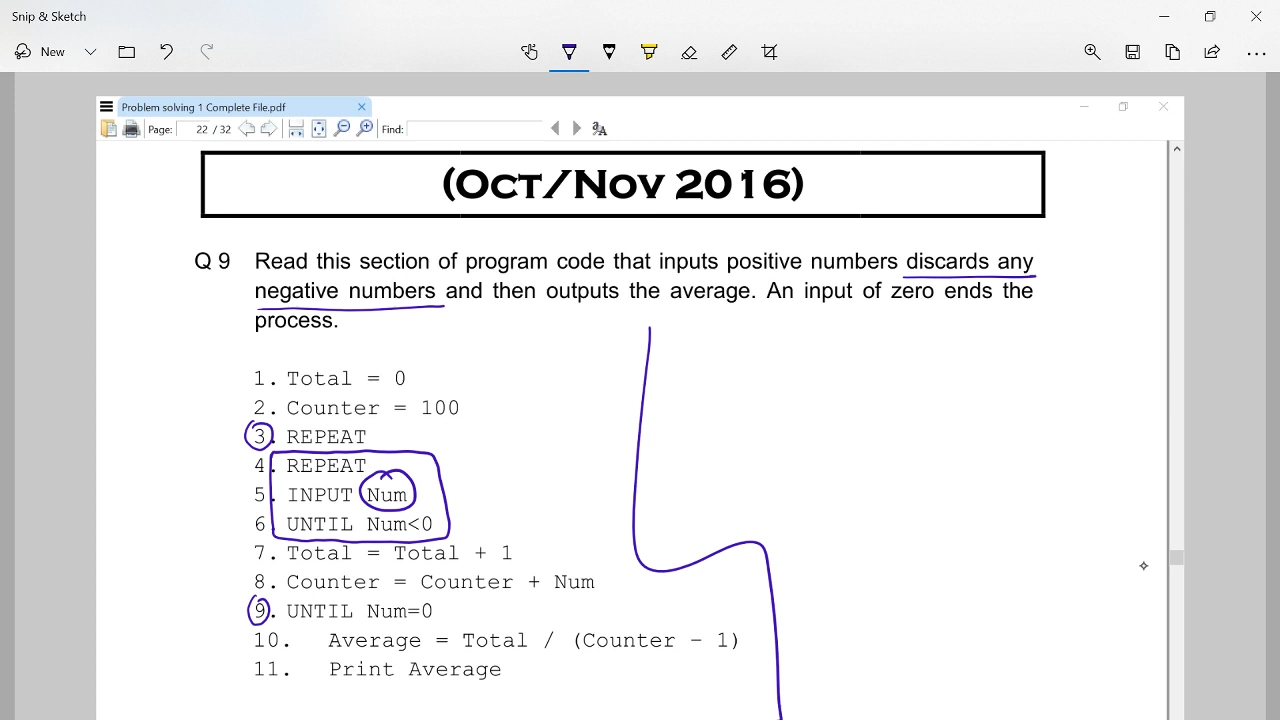 Snip & Sketch
New
Problem solving 1 Complete File.pdf
Page: 22 / 32 Find:
(Oct/Nov 2016)
Q 9 Read this section of program code that inputs positive numbers discards any
negative numbers and then outputs the average. An input of zero ends the
process.
1. Total = 0
2. Counter = 100
3. REPEAT
4. REPEAT
5. INPUT Num
6. UNTIL Num<0
7. Total = Total + 1
8. Counter = Counter + Num
9. UNTIL Num=0
10. Average = Total / (Counter – 1)
11. Print Average